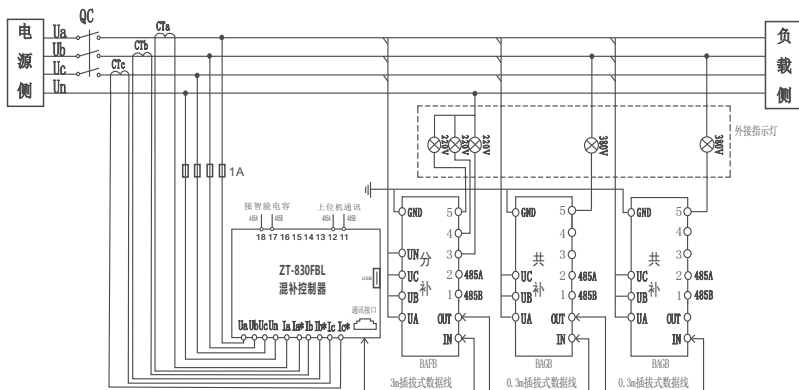 电源侧
QC
Ua
Ub
Uc
Un
CTa
CTb
CTc
负载侧
外接指示灯
220V
220V
220V
380V
380V
1A
接智能电容
上位机通讯
485A
485B
485A
485B
18 17 16 15 14 13 12 11
ZT-830FBL
混补控制器
USB
通讯接口
Ua Ub Uc Un Ia Ia* Ib Ib* Ic Ic*
GND
UN
UC
UB
UA
分补
5
4
3
2
1
485A
485B
OUT
IN
BAFB
3m插拔式数据线
GND
UC
UB
UA
共补
5
4
3
2
1
485A
485B
OUT
IN
BAGB
0.3m插拔式数据线
GND
UC
UB
UA
共补
5
4
3
2
1
485A
485B
OUT
IN
BAGB
0.3m插拔式数据线